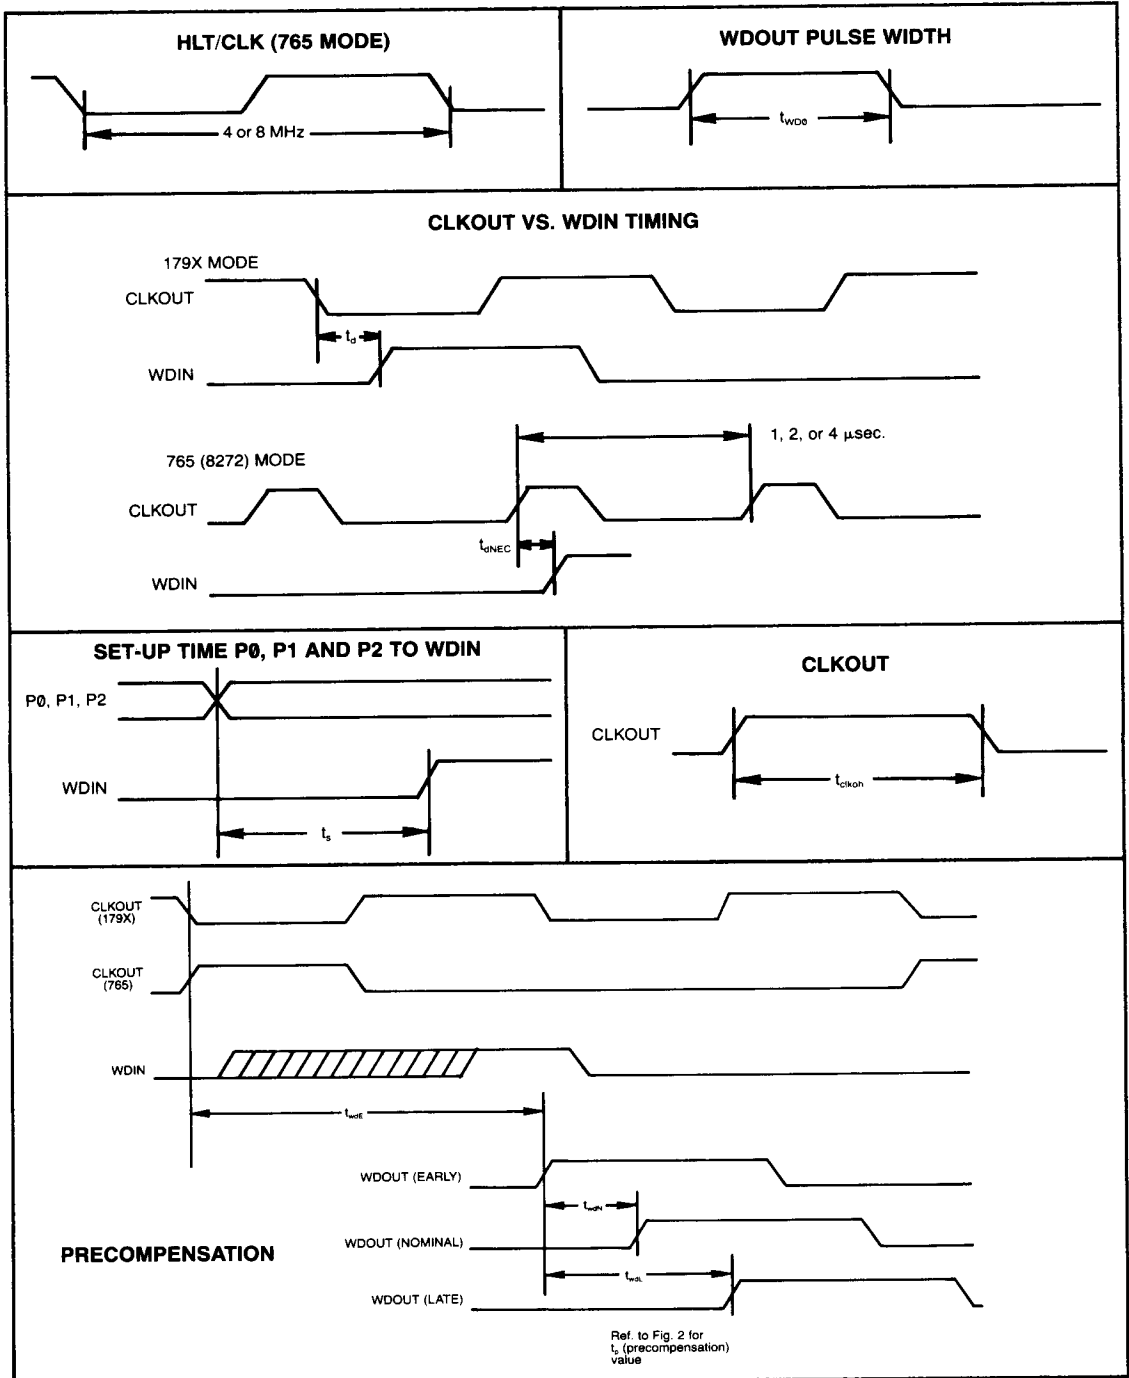 HLT/CLK (765 MODE)
4 or 8 MHz
WDOUT PULSE WIDTH
tWD0
CLKOUT VS. WDIN TIMING
179X MODE
CLKOUT
td
WDIN
1, 2, or 4 μsec.
765 (8272) MODE
CLKOUT
tdNEC
WDIN
SET-UP TIME P0, P1 AND P2 TO WDIN
P0, P1, P2
WDIN
ts
CLKOUT
CLKOUT
tclkoh
CLKOUT
(179X)
CLKOUT
(765)
WDIN
twdE
WDOUT (EARLY)
twdN
WDOUT (NOMINAL)
PRECOMPENSATION
twdL
WDOUT (LATE)
Ref. to Fig. 2 for
tp (precompensation)
value